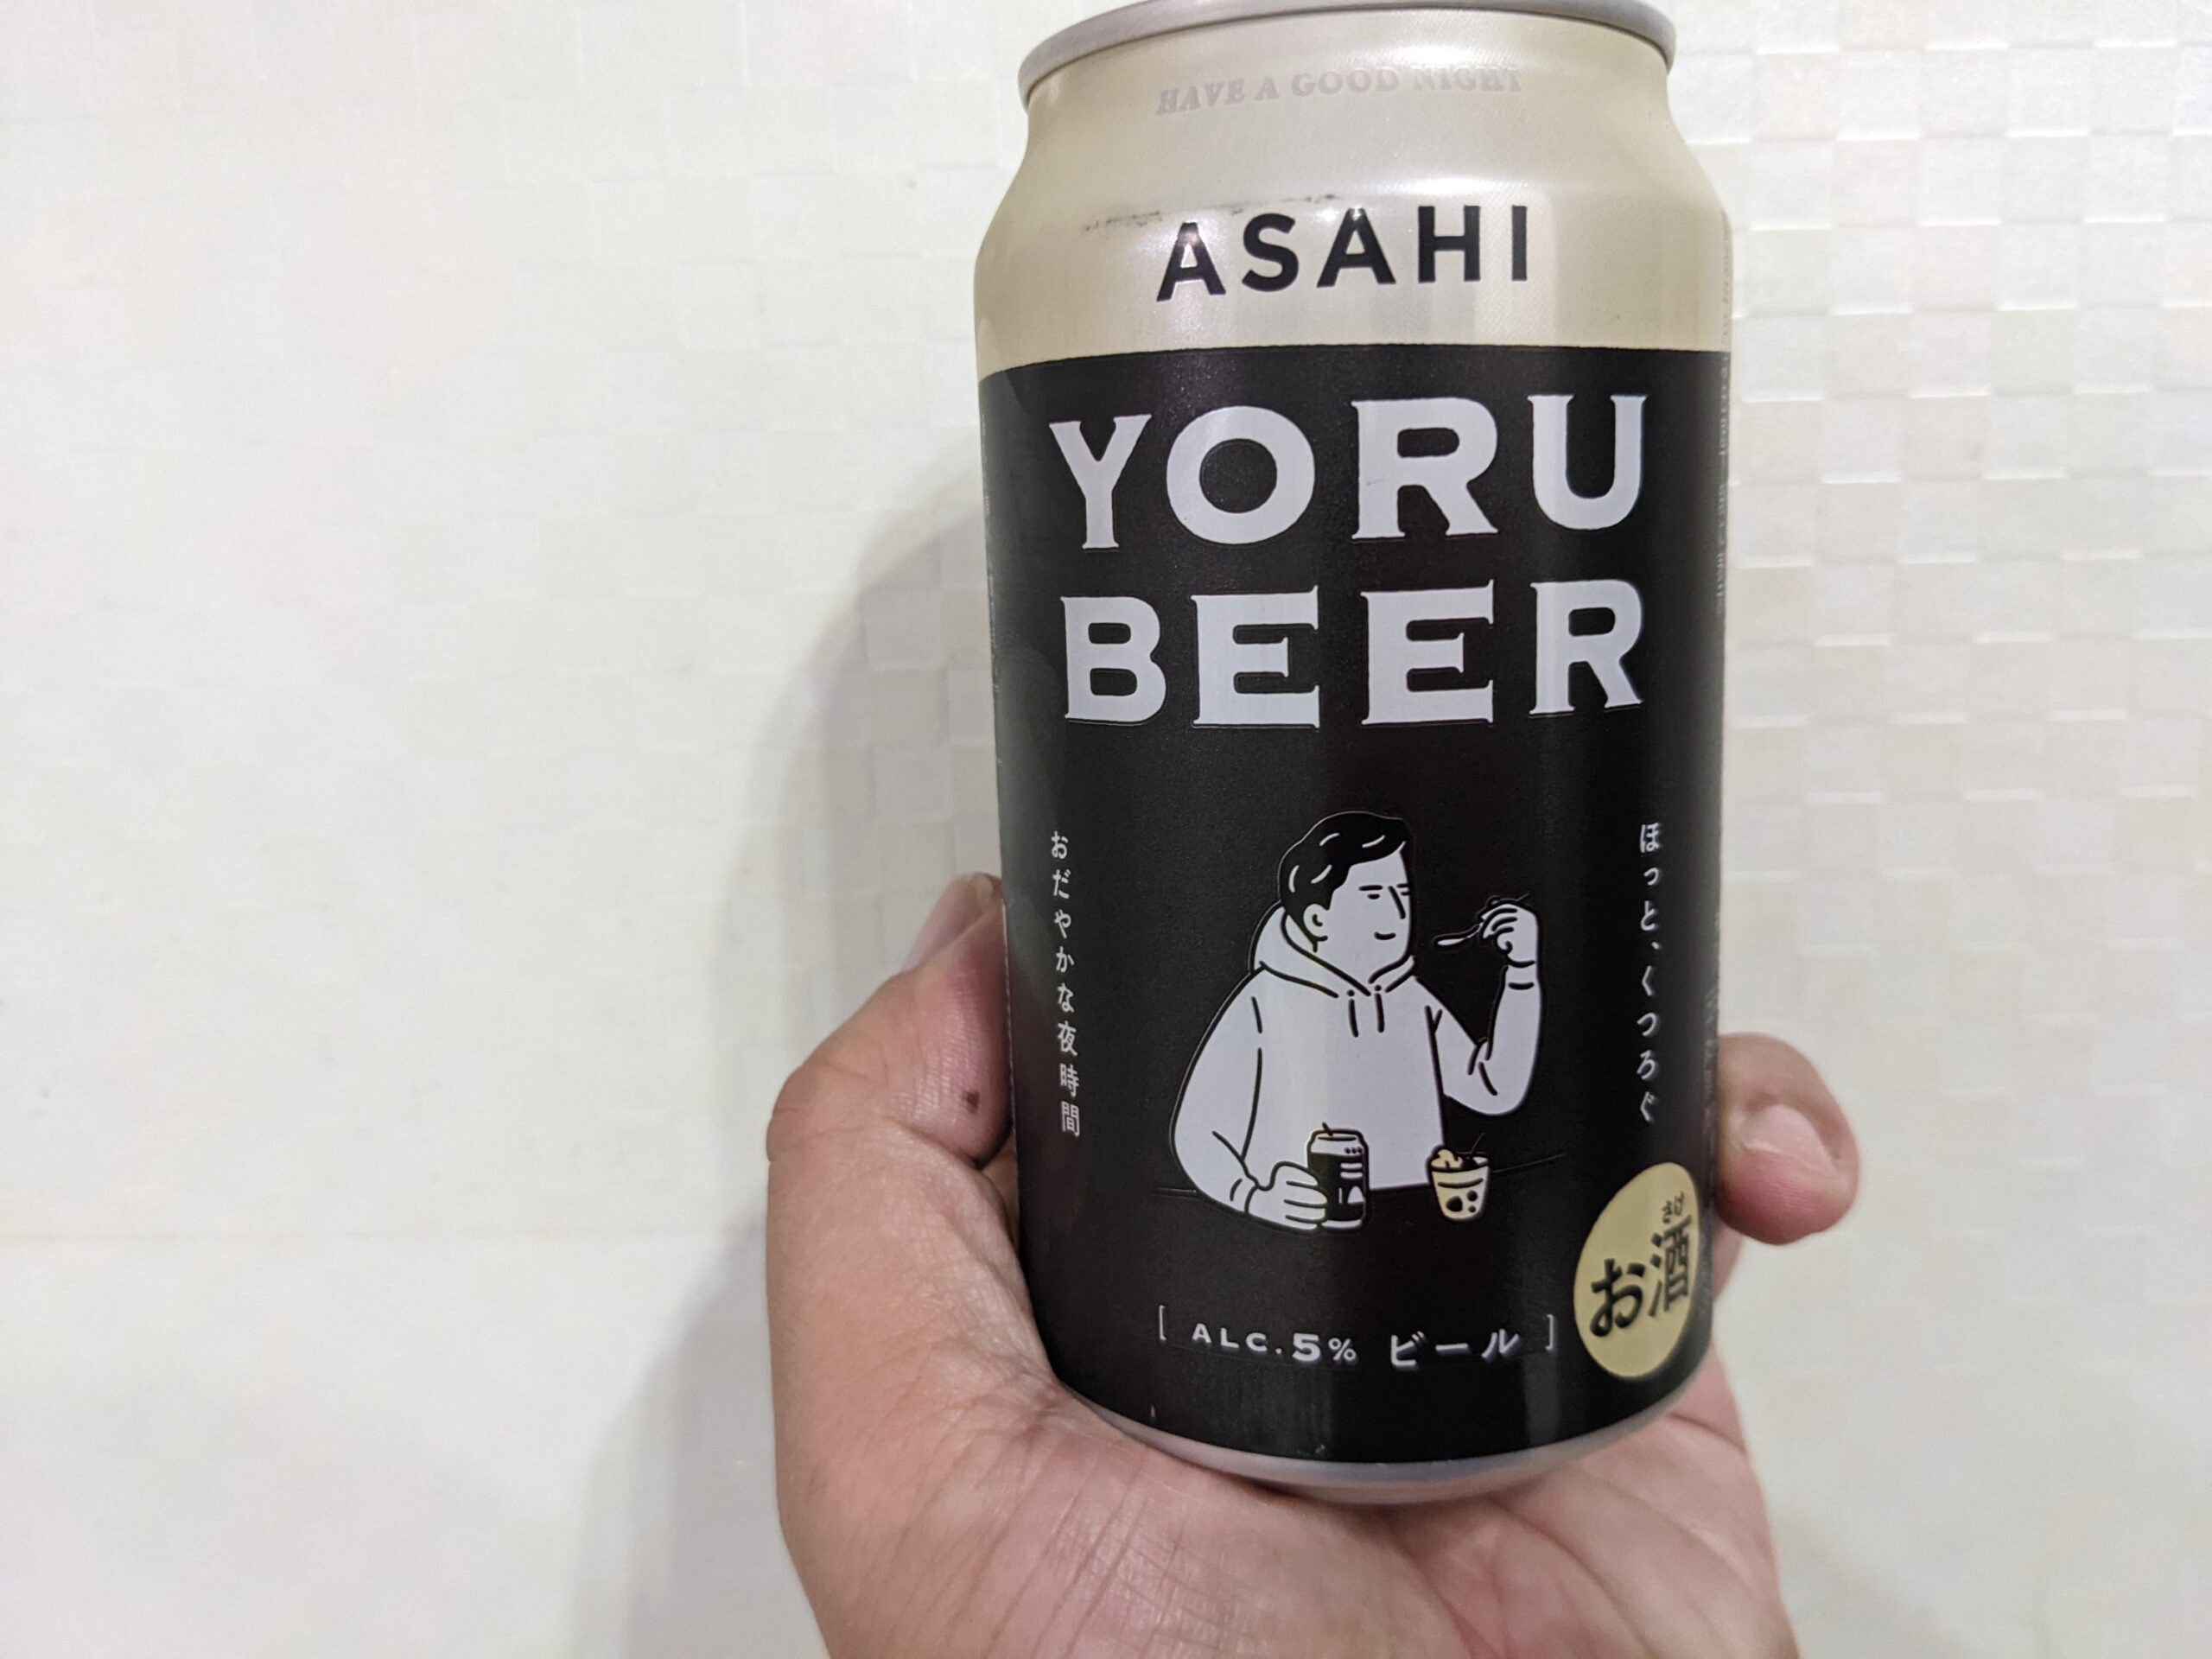 HAVE A GOOD NIGHT
ASAHI
YORU
BEER
ほっと、くつろぐ
おだやかな夜時間
[ ALC.5% ビール ]
さけ
お酒